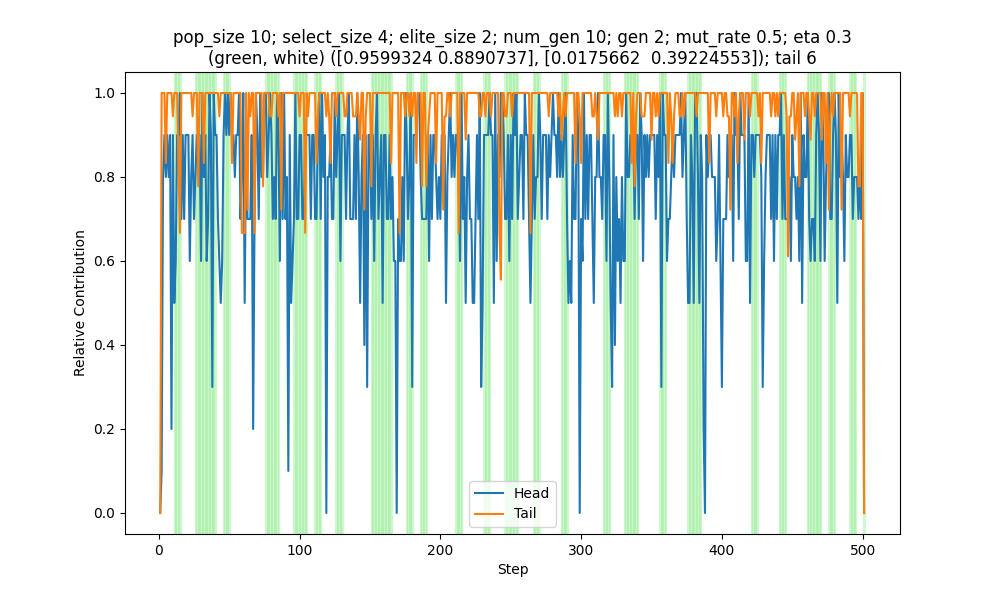 pop_size 10; select_size 4; elite_size 2; num_gen 10; gen 2; mut_rate 0.5; eta 0.3
(green, white) ([0.9599324 0.8890737], [0.0175662  0.39224553]); tail 6
1.0
0.8
0.6
0.4
0.2
0.0
Relative Contribution
Head
Tail
0 100 200 300 400 500
Step